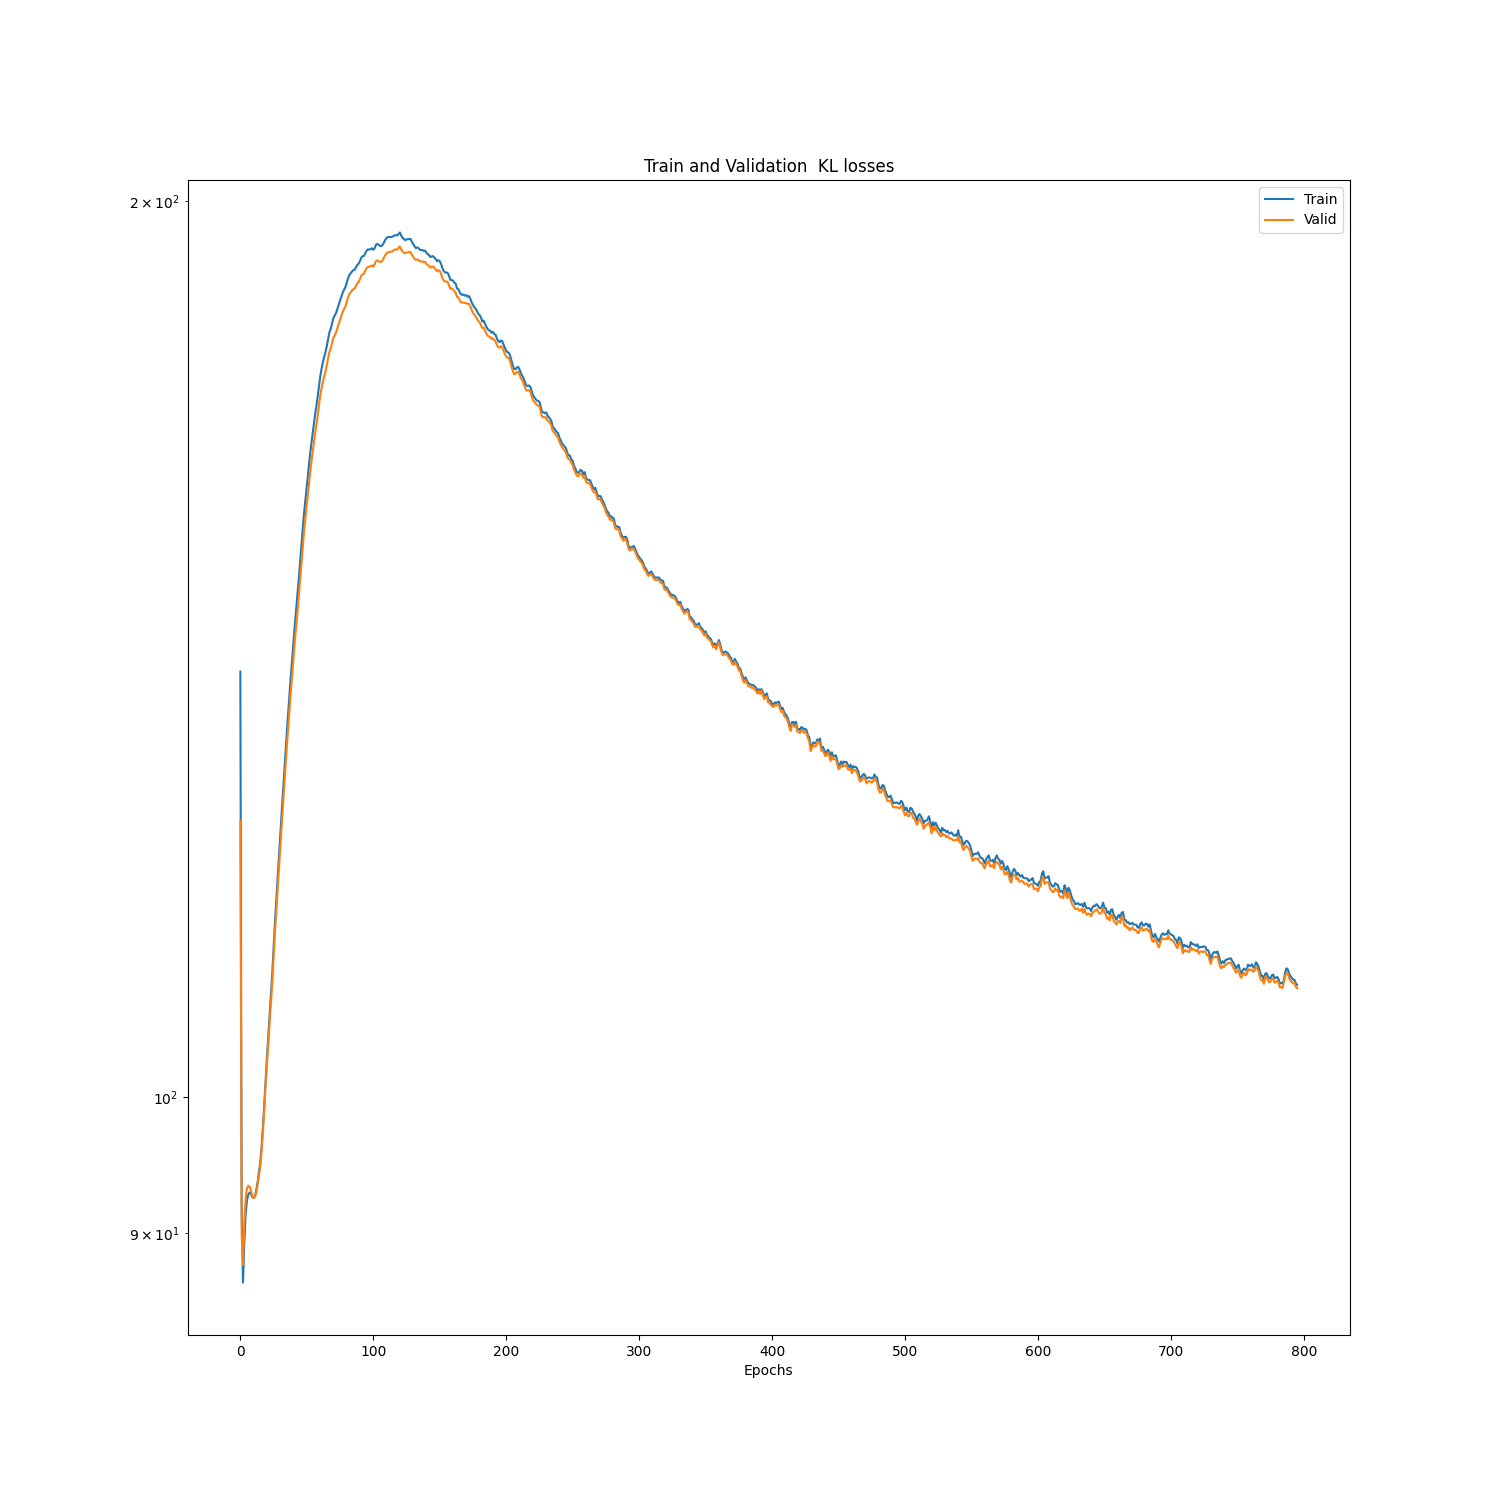 Train and Validation  KL losses
2 × 10²
Train
Valid
10²
9 × 10¹
0 100 200 300 400 500 600 700 800
Epochs